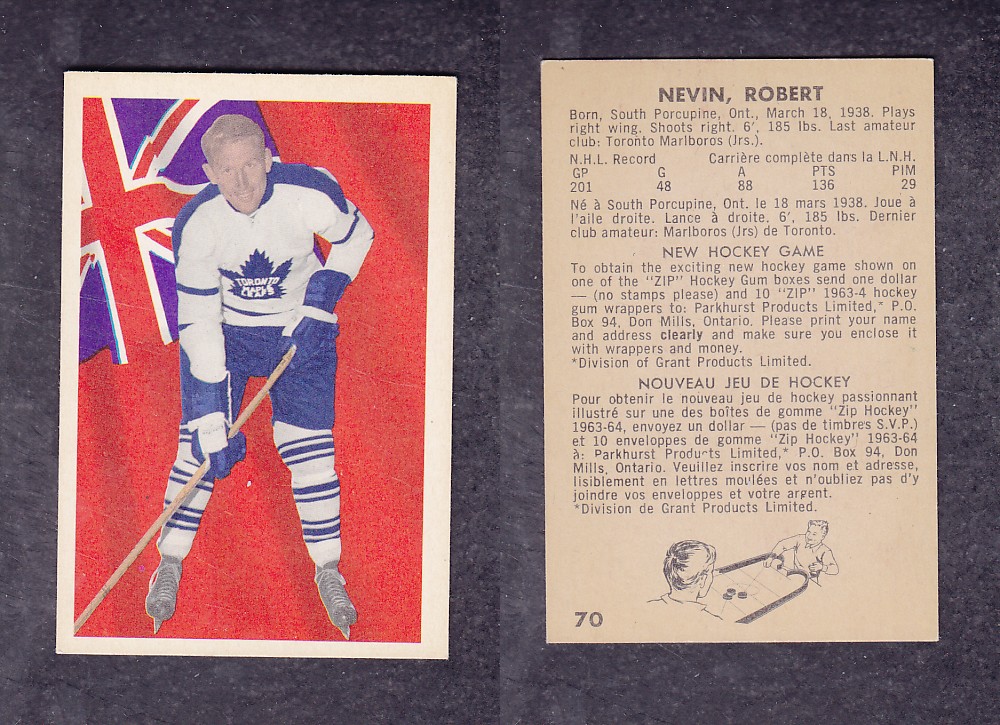 TORONTO
MAPLE
LEAFS
NEVIN, ROBERT
Born, South Porcupine, Ont., March 18, 1938. Plays
right wing. Shoots right. 6', 185 lbs. Last amateur
club: Toronto Marlboros (Jrs.).
N.H.L. Record Carrière complète dans la L.N.H.
GP G A PTS PIM
201 48 88 136 29
Né à South Porcupine, Ont. le 18 mars 1938. Joue à
l'aile droite. Lance à droite. 6', 185 lbs. Dernier
club amateur: Marlboros (Jrs) de Toronto.
NEW HOCKEY GAME
To obtain the exciting new hockey game shown on
one of the "ZIP" Hockey Gum boxes send one dollar
— (no stamps please) and 10 "ZIP" 1963-4 hockey
gum wrappers to: Parkhurst Products Limited,* P.O.
Box 94, Don Mills, Ontario. Please print your name
and address clearly and make sure you enclose it
with wrappers and money.
*Division of Grant Products Limited.
NOUVEAU JEU DE HOCKEY
Pour obtenir le nouveau jeu de hockey passionnant
illustré sur une des boîtes de gomme "Zip Hockey"
1963-64, envoyez un dollar — (pas de timbres S.V.P.)
et 10 enveloppes de gomme "Zip Hockey" 1963-64
à: Parkhurst Products Limited,* P.O. Box 94, Don
Mills, Ontario. Veuillez inscrire vos nom et adresse,
lisiblement en lettres moulées et n'oubliez pas d'y
joindre vos enveloppes et votre argent.
*Division de Grant Products Limited.
70